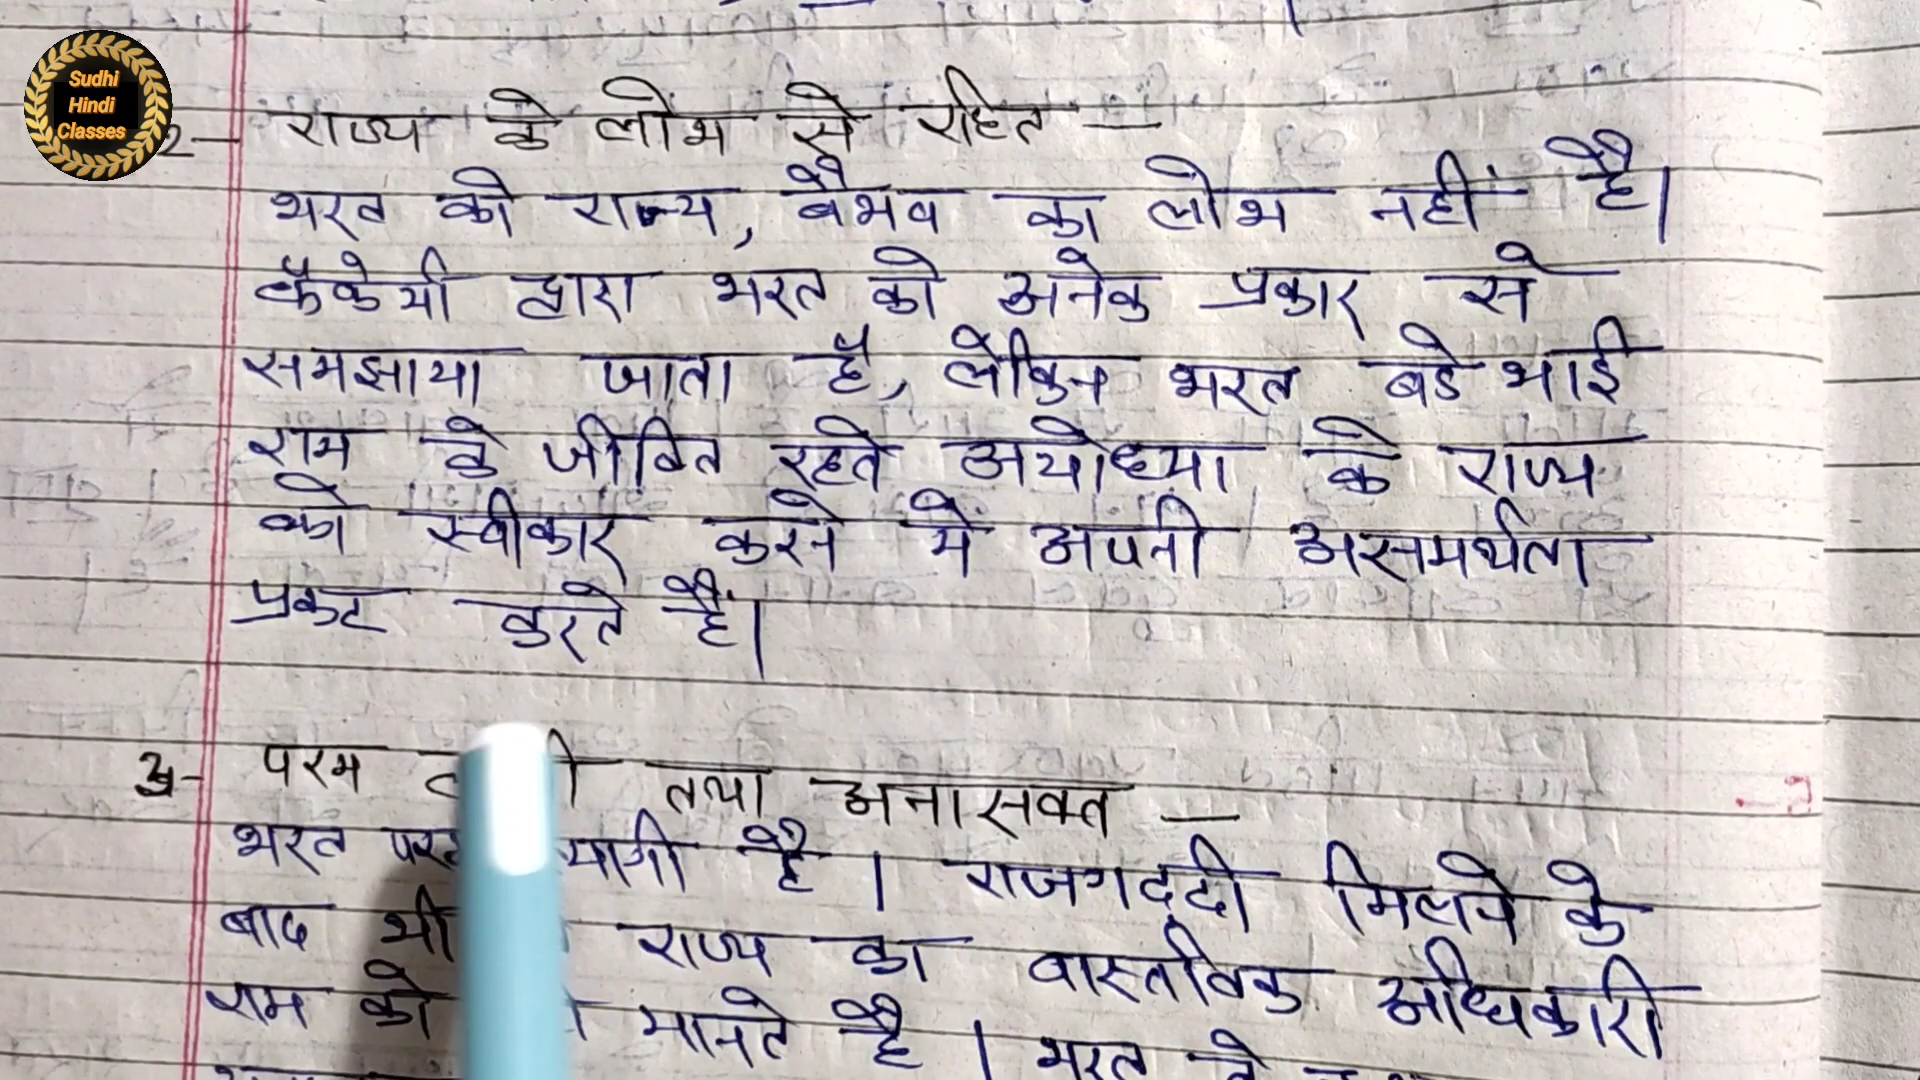 Sudhi
Hindi
Classes
2- राज्य के लोभ से रहित —
भरत को राज्य, वैभव का लोभ नहीं है।
कैकेयी द्वारा भरत को अनेक प्रकार से
समझाया जाता है, लेकिन भरत बडे भाई
राम के जीवित रहते अयोध्या के राज्य
को स्वीकार करने मे अपनी असमर्थता
प्रकट करते हैं।
3- परम तथा अनासक्त —
भरत है। राजगद्दी मिलने के
बाद भी राज्य का वास्तविक अधिकारी
राम को मानते है। भरत ने